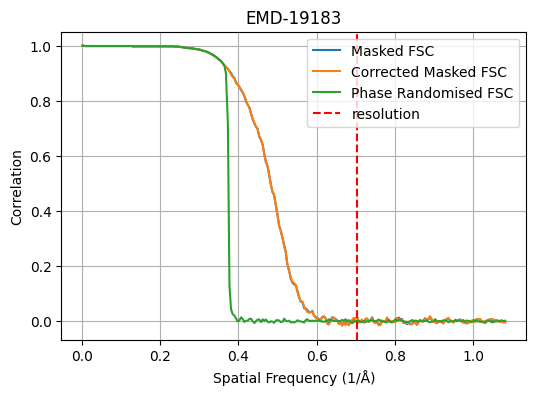 EMD-19183
Masked FSC
Corrected Masked FSC
Phase Randomised FSC
resolution
Correlation
1.0
0.8
0.6
0.4
0.2
0.0
0.0 0.2 0.4 0.6 0.8 1.0
Spatial Frequency (1/Å)